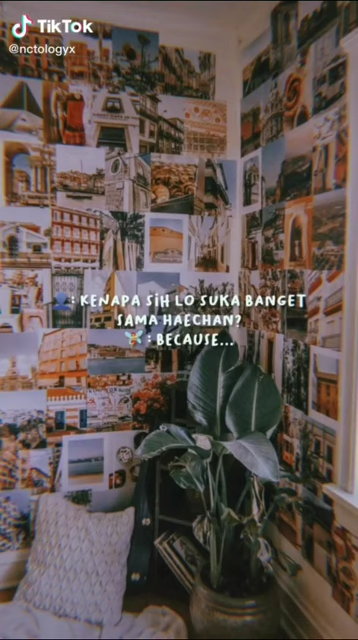 TikTok
@nctologyx
👤: KENAPA SiH LO SUKA BANGET
SAMA HAECHAN?
: BECAUSE...